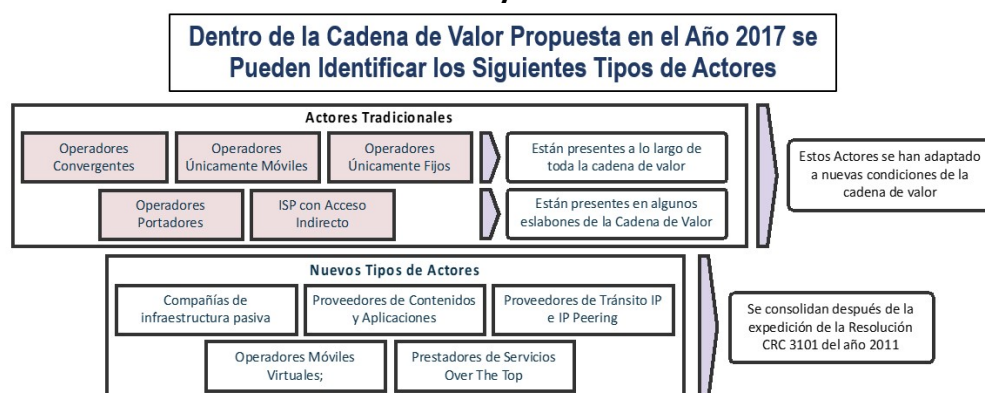 Dentro de la Cadena de Valor Propuesta en el Año 2017 se
Pueden Identificar los Siguientes Tipos de Actores
Actores Tradicionales
Operadores
Convergentes
Operadores
Únicamente Móviles
Operadores
Únicamente Fijos
Están presentes a lo largo de
toda la cadena de valor
Operadores
Portadores
ISP con Acceso
Indirecto
Están presentes en algunos
eslabones de la Cadena de Valor
Estos Actores se han adaptado
a nuevas condiciones de la
cadena de valor
Nuevos Tipos de Actores
Compañías de
infraestructura pasiva
Proveedores de Contenidos
y Aplicaciones
Proveedores de Tránsito IP
e IP Peering
Operadores Móviles
Virtuales;
Prestadores de Servicios
Over The Top
Se consolidan después de la
expedición de la Resolución
CRC 3101 del año 2011